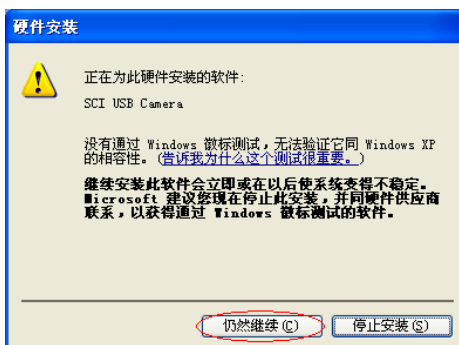 硬件安装
正在为此硬件安装的软件:
SCI USB Camera
没有通过 Windows 徽标测试，无法验证它同 Windows XP
的相容性。(告诉我为什么这个测试很重要。)
继续安装此软件会立即或在以后使系统变得不稳定。
Microsoft 建议您现在停止此安装，并同硬件供应商
联系，以获得通过 Windows 徽标测试的软件。
仍然继续(C) 停止安装(S)